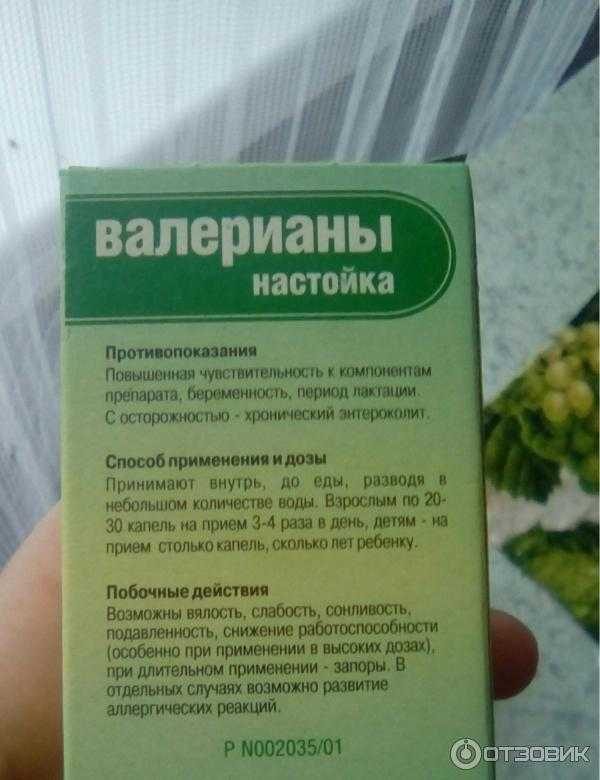 валерианы
настойка
Противопоказания
Повышенная чувствительность к компонентам
препарата, беременность, период лактации.
С осторожностью - хронический энтероколит.
Способ применения и дозы
Принимают внутрь, до еды, разводя в
небольшом количестве воды. Взрослым по 20-
30 капель на прием 3-4 раза в день, детям - на
прием столько капель, сколько лет ребенку.
Побочные действия
Возможны вялость, слабость, сонливость,
подавленность, снижение работоспособности
(особенно при применении в высоких дозах),
при длительном применении - запоры. В
отдельных случаях возможно развитие
аллергических реакций.
Р N002035/01
ОТЗОВИК